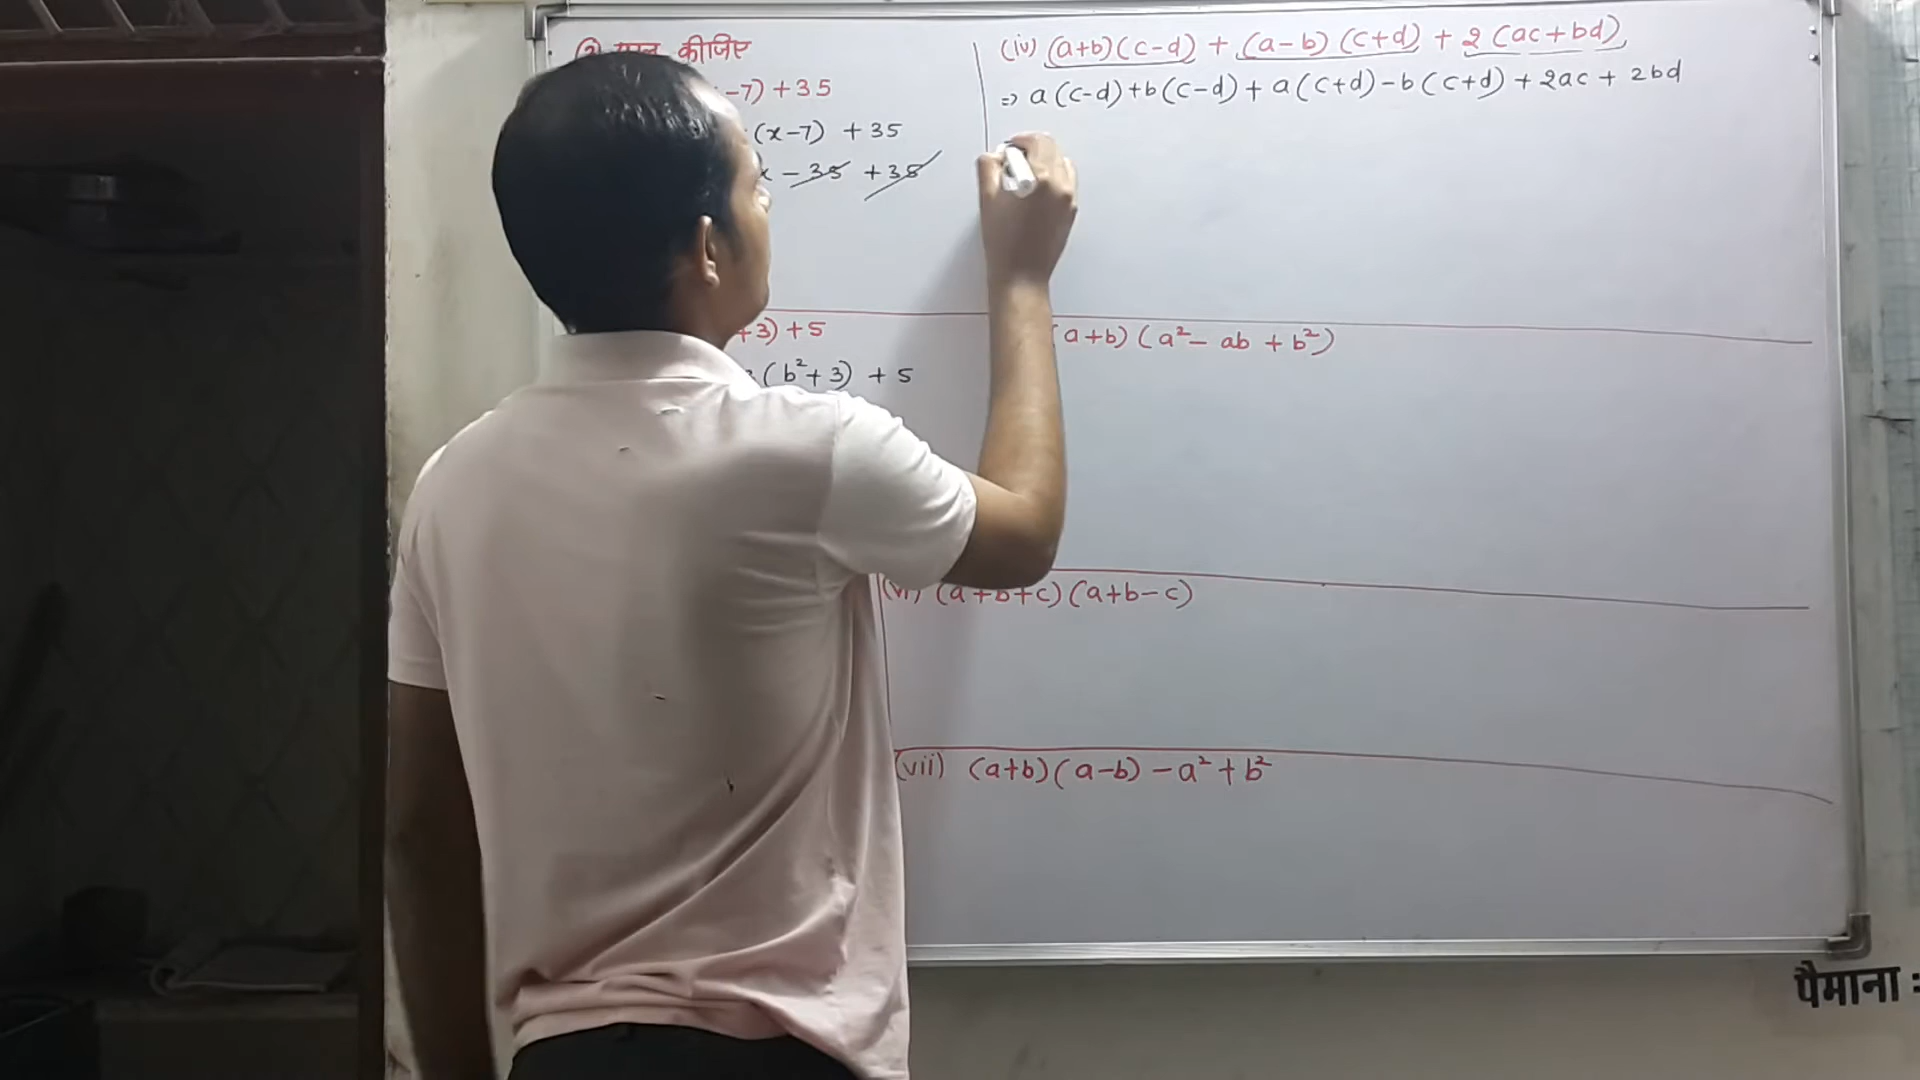 कीजिए
-7) + 35
(x-7) + 35
x - 35 + 35
+3) + 5
(b²+3) + 5
(iv) (a+b)(c-d) + (a-b)(c+d) + 2(ac+bd)
⇒ a(c-d)+b(c-d)+a(c+d)-b(c+d)+2ac+2bd
(a+b)(a²-ab+b²)
(vi) (a+b+c)(a+b-c)
(vii) (a+b)(a-b)-a²+b²
पैमाना :